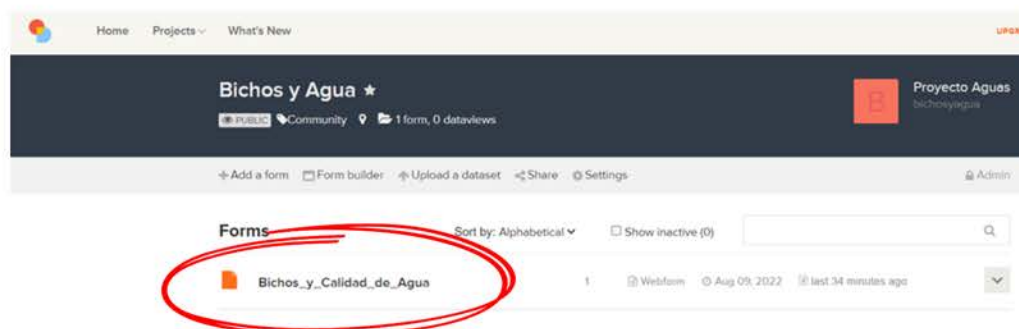 Home Projects What's New UPGR
Bichos y Agua
Proyecto Aguas
PUBLIC Community 1 form, 0 dataviews
bichosyagua
B
+Add a form Form builder Upload a dataset Share Settings Admin
Forms Sort by: Alphabetical Show inactive (0)
Bichos_y_Calidad_de_Agua 1 Webform Aug 09, 2022 last 34 minutes ago